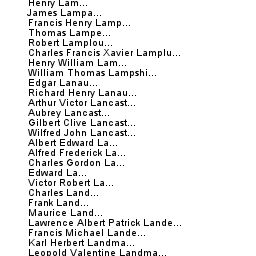 Henry Lam...
James Lampa...
Francis Henry Lamp...
Thomas Lampe...
Robert Lamplou...
Charles Francis Xavier Lamplu...
Henry William Lam...
William Thomas Lampshi...
Edgar Lanau...
Richard Henry Lanau...
Arthur Victor Lancast...
Aubrey Lancast...
Gilbert Clive Lancast...
Wilfred John Lancast...
Albert Edward La...
Alfred Frederick La...
Charles Gordon La...
Edward La...
Victor Robert La...
Charles Land...
Frank Land...
Maurice Land...
Lawrence Albert Patrick Lande...
Francis Michael Lande...
Karl Herbert Landma...
Leopold Valentine Landma...